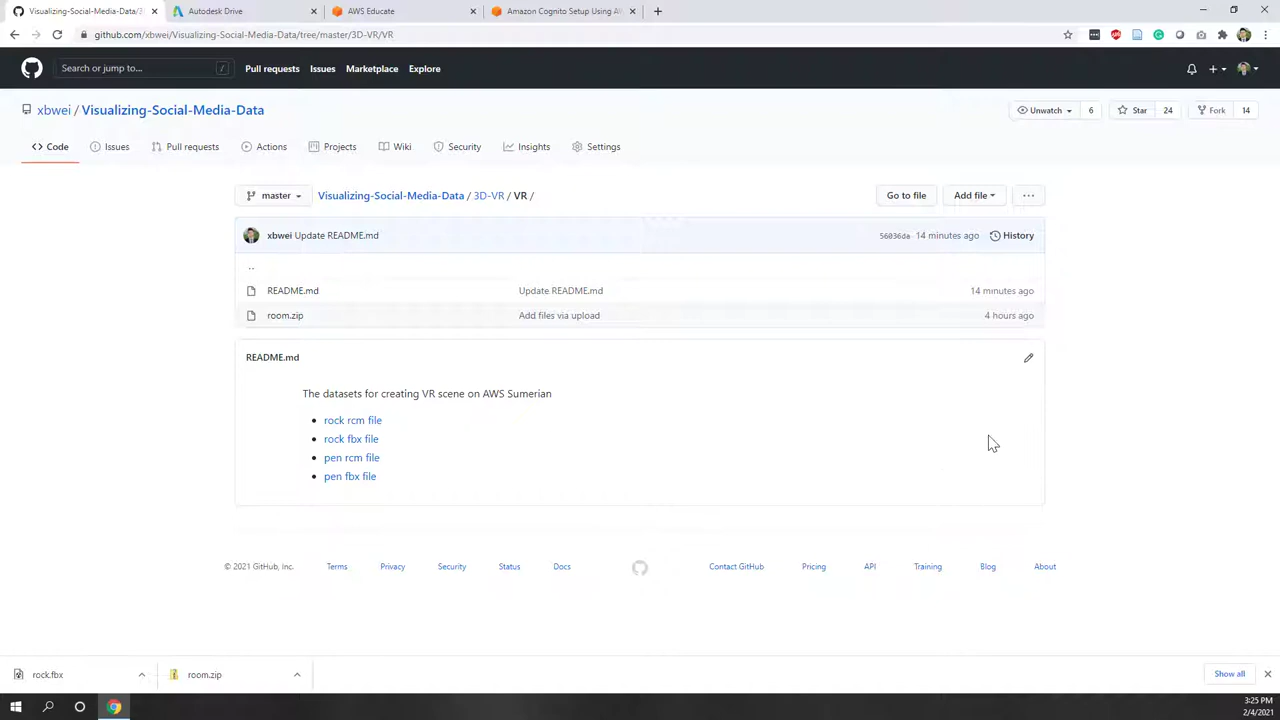 Visualizing-Social-Media-Data/3
Autodesk Drive
AWS Educate
Amazon Cognito Setup Using AW
github.com/xbwei/Visualizing-Social-Media-Data/tree/master/3D-VR/VR
Search or jump to...
/
Pull requests
Issues
Marketplace
Explore
xbwei / Visualizing-Social-Media-Data
Unwatch
6
Star
24
Fork
14
Code
Issues
Pull requests
Actions
Projects
Wiki
Security
Insights
Settings
master
Visualizing-Social-Media-Data / 3D-VR / VR /
Go to file
Add file
...
xbwei Update README.md
56036da 14 minutes ago
History
..
README.md
Update README.md
14 minutes ago
room.zip
Add files via upload
4 hours ago
README.md
The datasets for creating VR scene on AWS Sumerian
rock rcm file
rock fbx file
pen rcm file
pen fbx file
© 2021 GitHub, Inc.
Terms
Privacy
Security
Status
Docs
Contact GitHub
Pricing
API
Training
Blog
About
rock.fbx
room.zip
Show all
3:25 PM
2/4/2021